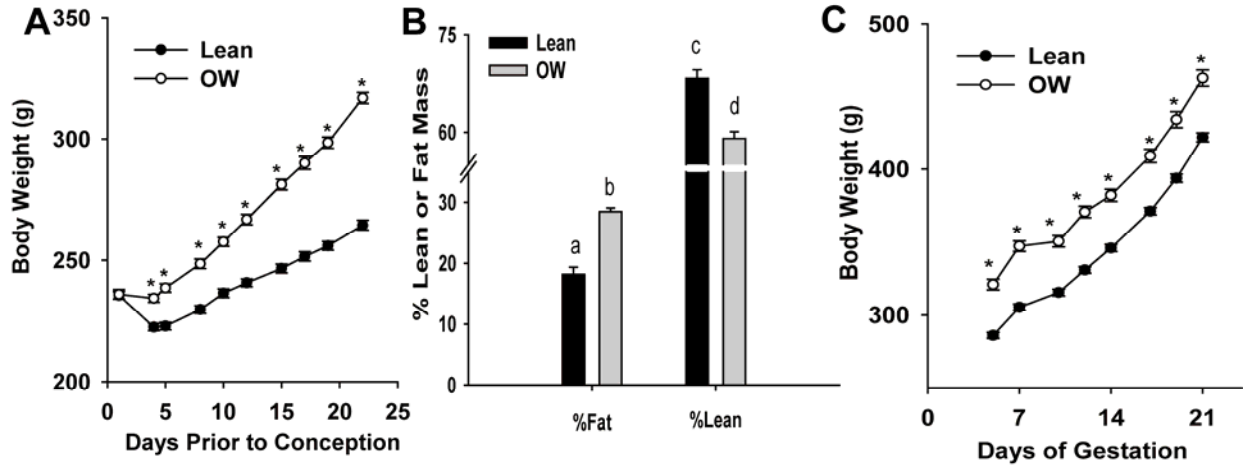 A
350
300
250
200
Body Weight (g)
Lean
OW
*
*
*
*
*
*
*
*
*
0
5
10
15
20
25
Days Prior to Conception
B
75
60
30
20
10
0
% Lean or Fat Mass
Lean
OW
a
b
c
d
%Fat
%Lean
C
500
400
300
Body Weight (g)
Lean
OW
*
*
*
*
*
*
*
*
0
7
14
21
Days of Gestation